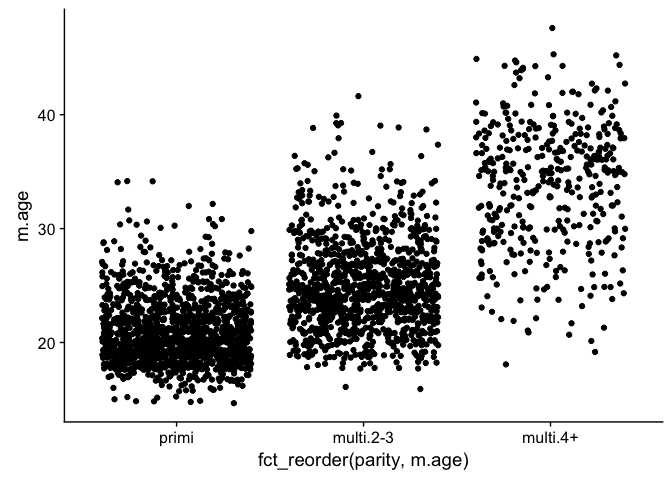 m.age
40
30
20
primi multi.2-3 multi.4+
fct_reorder(parity, m.age)